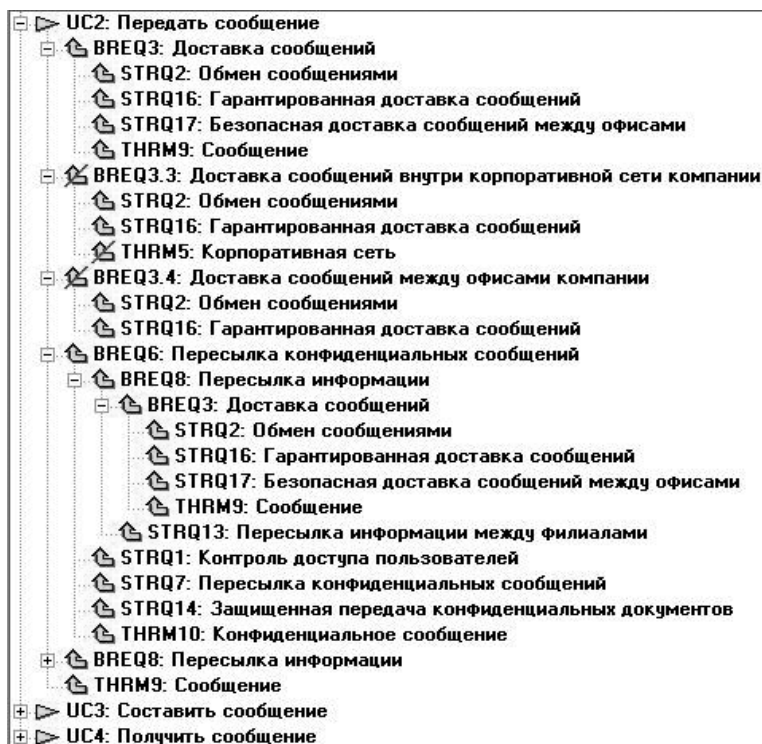 UC2: Передать сообщение
BREQ3: Доставка сообщений
STRQ2: Обмен сообщениями
STRQ16: Гарантированная доставка сообщений
STRQ17: Безопасная доставка сообщений между офисами
THRM9: Сообщение
BREQ3.3: Доставка сообщений внутри корпоративной сети компании
STRQ2: Обмен сообщениями
STRQ16: Гарантированная доставка сообщений
THRM5: Корпоративная сеть
BREQ3.4: Доставка сообщений между офисами компании
STRQ2: Обмен сообщениями
STRQ16: Гарантированная доставка сообщений
BREQ6: Пересылка конфиденциальных сообщений
BREQ8: Пересылка информации
BREQ3: Доставка сообщений
STRQ2: Обмен сообщениями
STRQ16: Гарантированная доставка сообщений
STRQ17: Безопасная доставка сообщений между офисами
THRM9: Сообщение
STRQ13: Пересылка информации между филиалами
STRQ1: Контроль доступа пользователей
STRQ7: Пересылка конфиденциальных сообщений
STRQ14: Защищенная передача конфиденциальных документов
THRM10: Конфиденциальное сообщение
BREQ8: Пересылка информации
THRM9: Сообщение
UC3: Составить сообщение
UC4: Получить сообщение